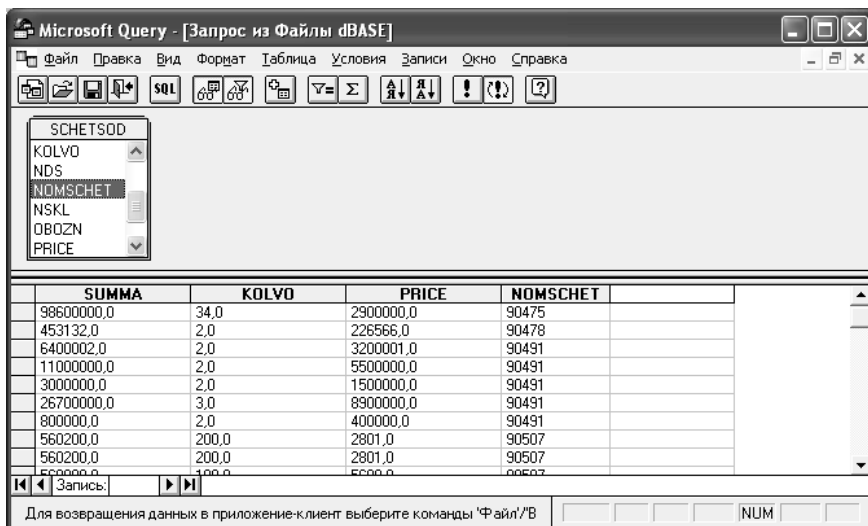 Microsoft Query - [Запрос из Файлы dBASE]
Файл Правка Вид Формат Таблица Условия Записи Окно Справка
SQL
SCHETSOD
KOLVO
NDS
NOMSCHET
NSKL
OBOZN
PRICE
SUMMA KOLVO PRICE NOMSCHET
98600000,0 34,0 2900000,0 90475
453132,0 2,0 226566,0 90478
6400002,0 2,0 3200001,0 90491
11000000,0 2,0 5500000,0 90491
3000000,0 2,0 1500000,0 90491
26700000,0 3,0 8900000,0 90491
800000,0 2,0 400000,0 90491
560200,0 200,0 2801,0 90507
560200,0 200,0 2801,0 90507
Запись:
Для возвращения данных в приложение-клиент выберите команды 'Файл'/'В
NUM